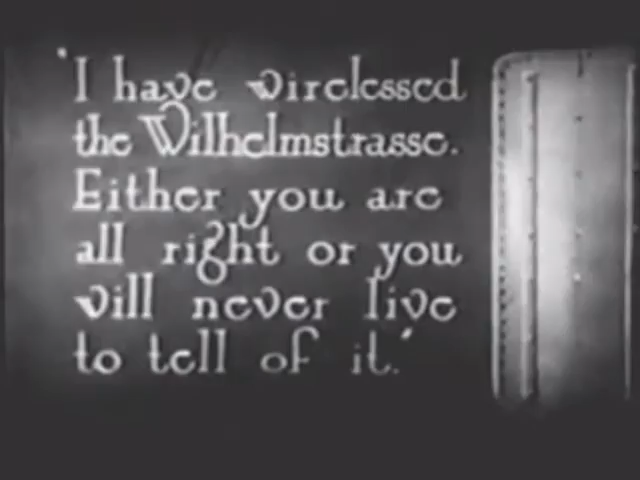 'I have wirelessed
the Wilhelmstrasse.
Either you are
all right or you
will never live
to tell of it.'